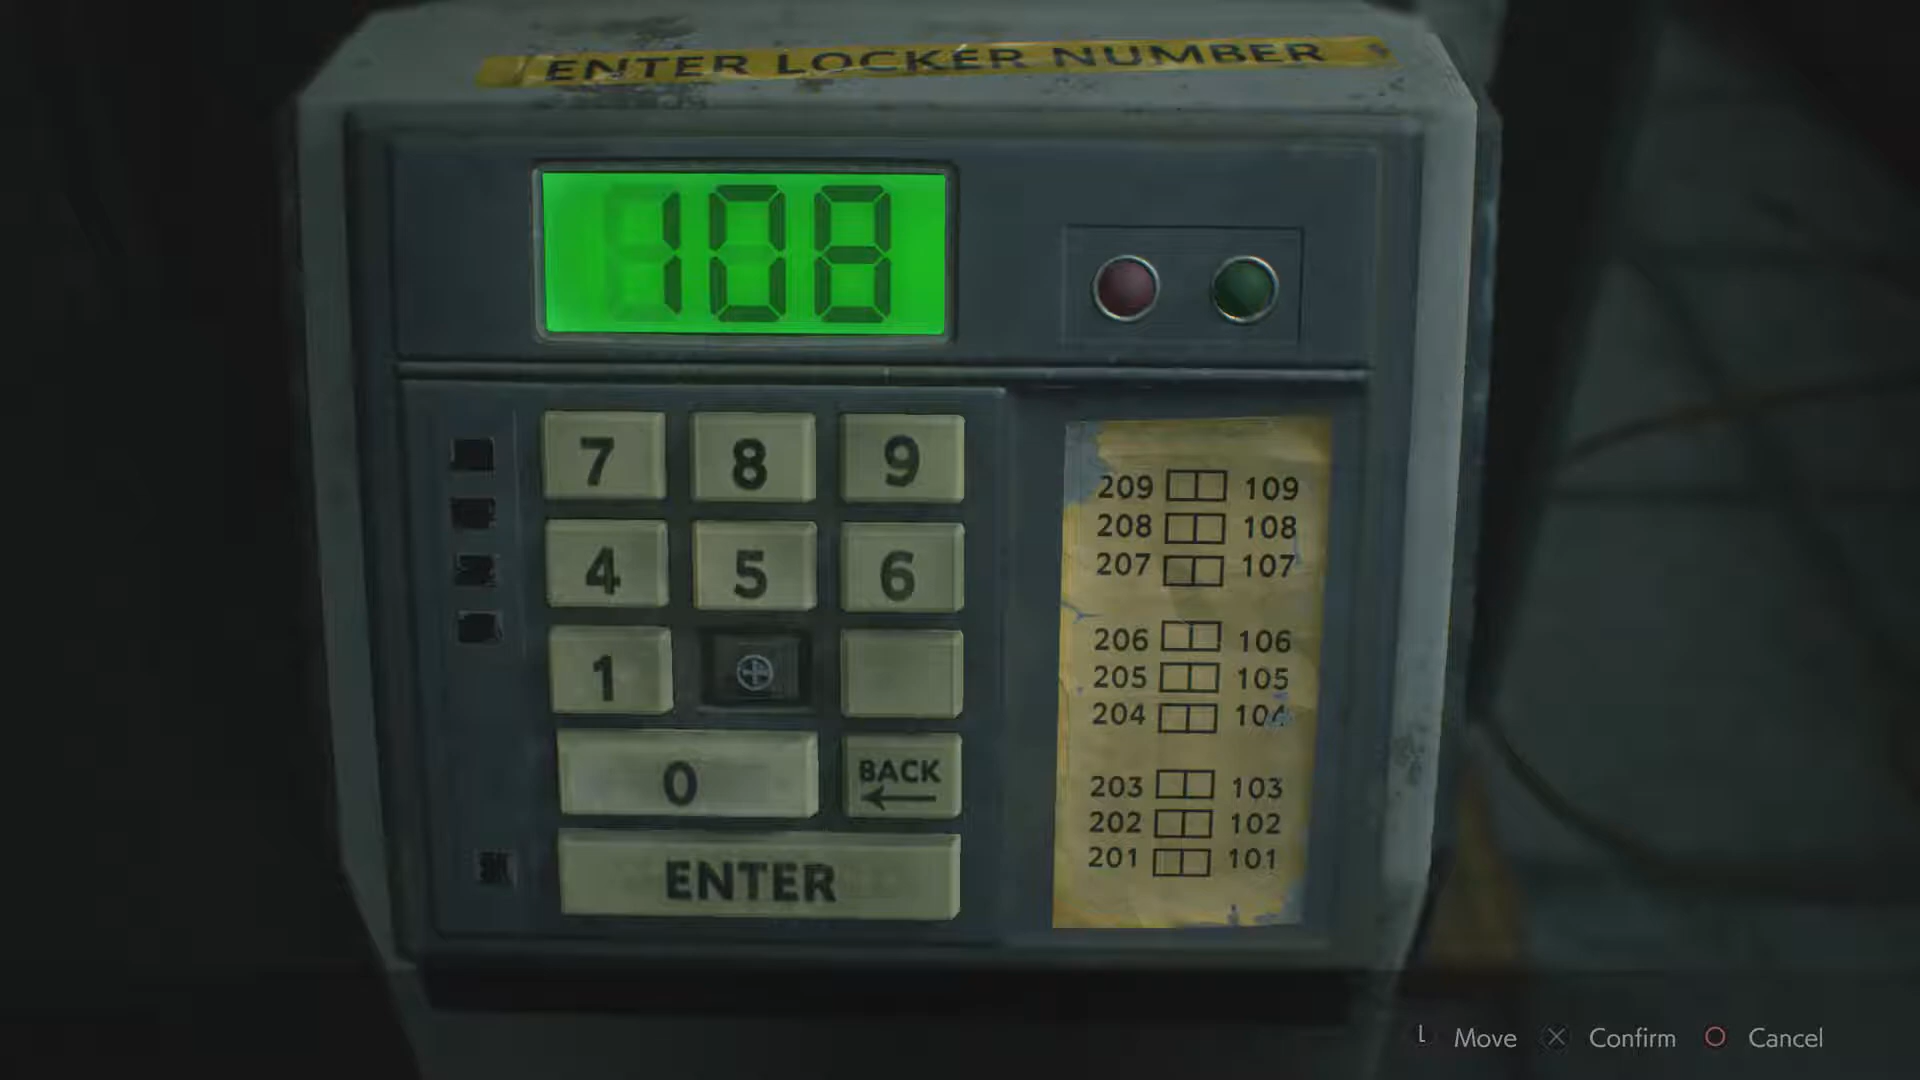 ENTER LOCKER NUMBER
108
7 8 9
4 5 6
1
0 BACK
ENTER
209 109
208 108
207 107
206 106
205 105
204 104
203 103
202 102
201 101
L Move X Confirm O Cancel